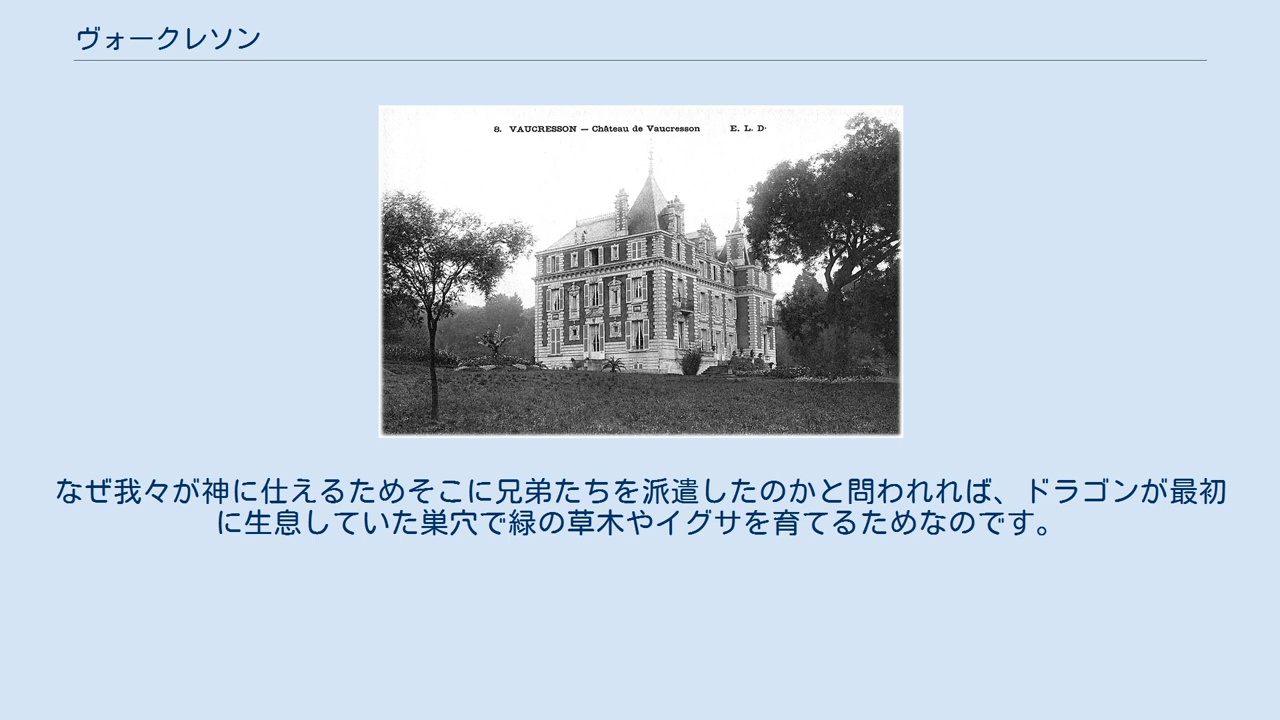 ヴォークレソン
8. VAUCRESSON — Château de Vaucresson E. L. D.
なぜ我々が神に仕えるためそこに兄弟たちを派遣したのかと問われれば、ドラゴンが最初
に生息していた巣穴で緑の草木やイグサを育てるためなのです。